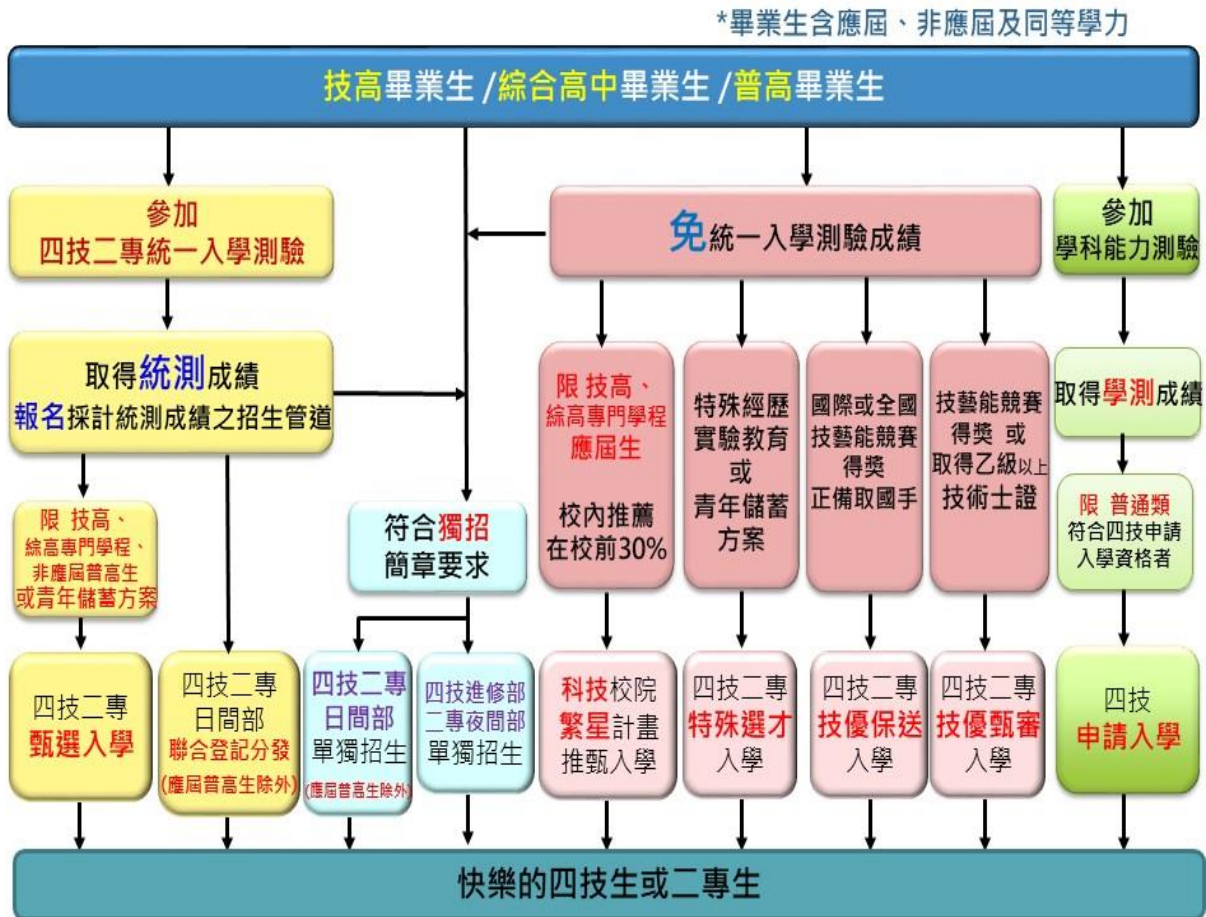 *畢業生含應屆、非應屆及同等學力
技高畢業生 /綜合高中畢業生 /普高畢業生
參加
四技二專統一入學測驗
免統一入學測驗成績
參加
學科能力測驗
取得統測成績
報名採計統測成績之招生管道
限 技高、
綜高專門學程
應屆生
校內推薦
在校前30%
特殊經歷
實驗教育
或
青年儲蓄
方案
國際或全國
技藝能競賽
得獎
正備取國手
技藝能競賽
得獎 或
取得乙級以上
技術士證
取得學測成績
限 技高、
綜高專門學程、
非應屆普高生
或青年儲蓄方案
符合獨招
簡章要求
限 普通類
符合四技申請
入學資格者
四技二專
甄選入學
四技二專
日間部
聯合登記分發
(應屆普高生除外)
四技二專
日間部
單獨招生
(應屆普高生除外)
四技進修部
二專夜間部
單獨招生
科技校院
繁星計畫
推甄入學
四技二專
特殊選才
入學
四技二專
技優保送
入學
四技二專
技優甄審
入學
四技
申請入學
快樂的四技生或二專生